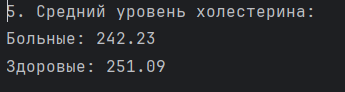 5. Средний уровень холестерина:
Больные: 242.23
Здоровые: 251.09